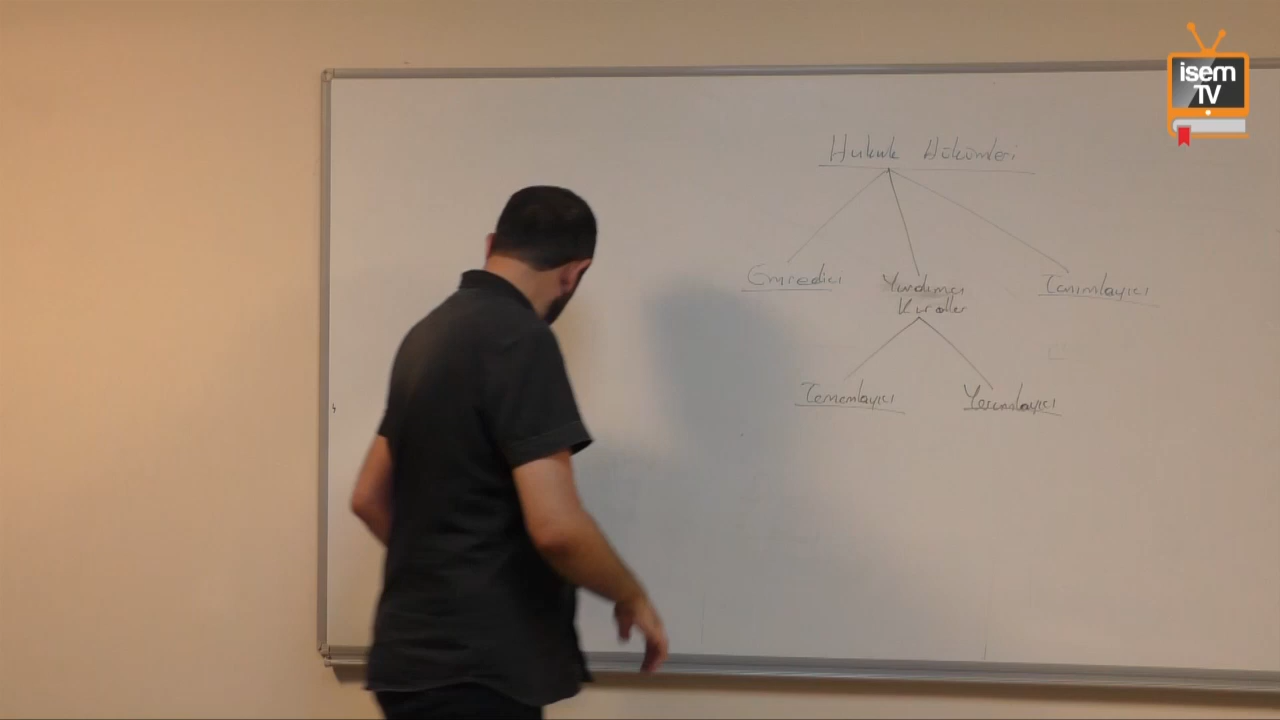 isem
TV
Hukuk Hükümleri
Emredici
Yardımcı
Kurallar
Tanımlayıcı
Tamamlayıcı
Yorumlayıcı